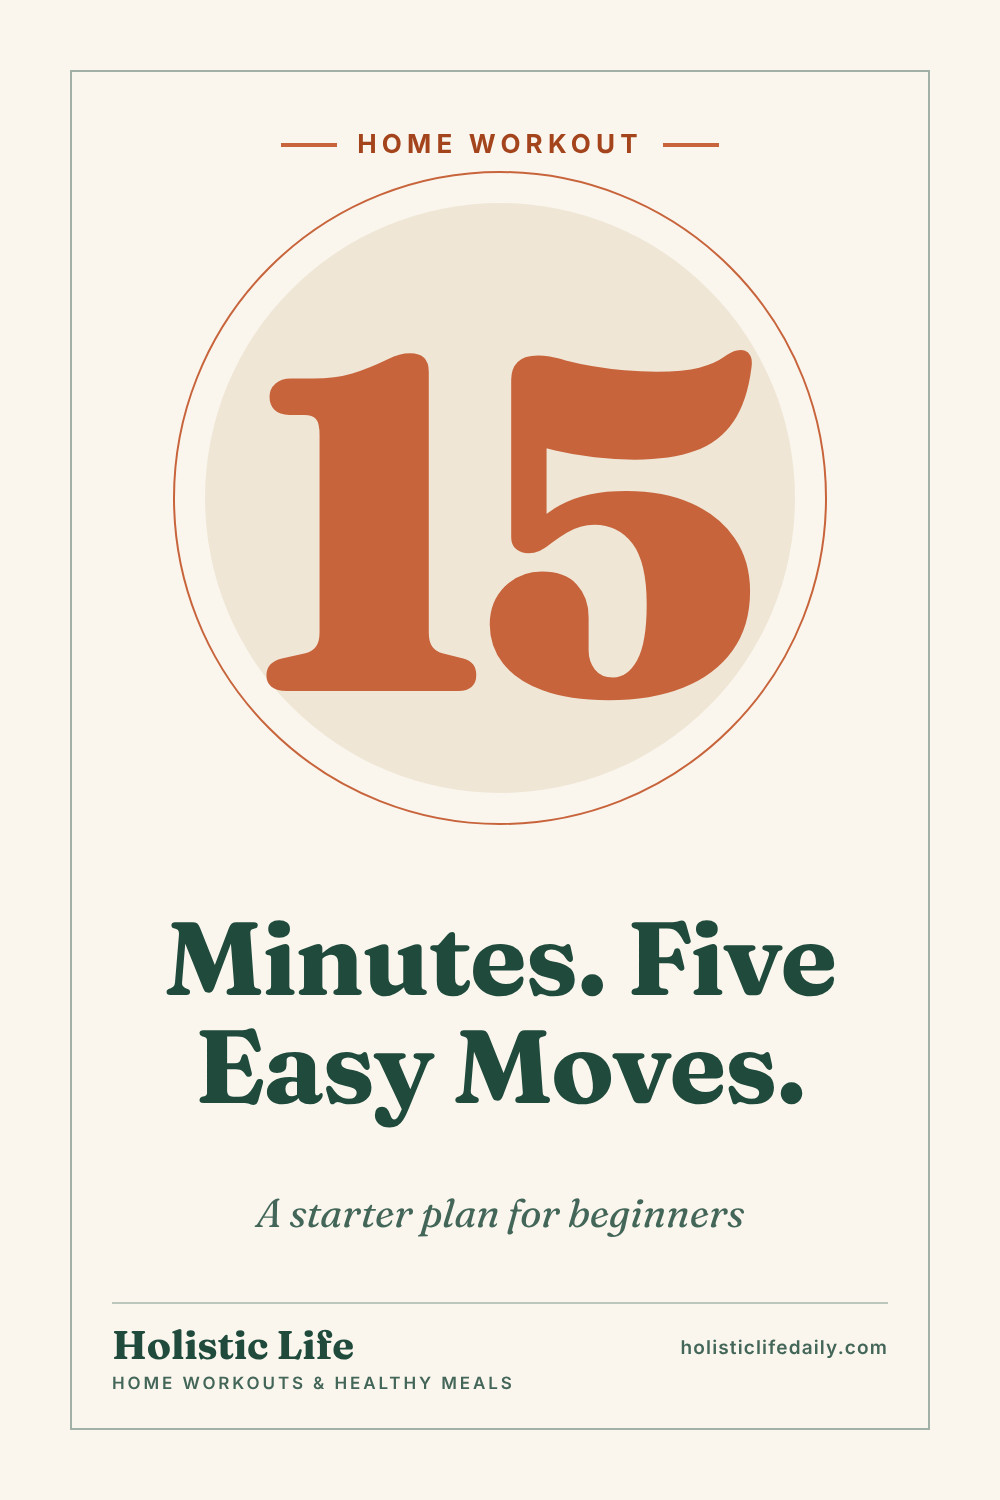 HOME WORKOUT
15
Minutes. Five
Easy Moves.
A starter plan for beginners
Holistic Life
HOME WORKOUTS & HEALTHY MEALS
holisticlifedaily.com